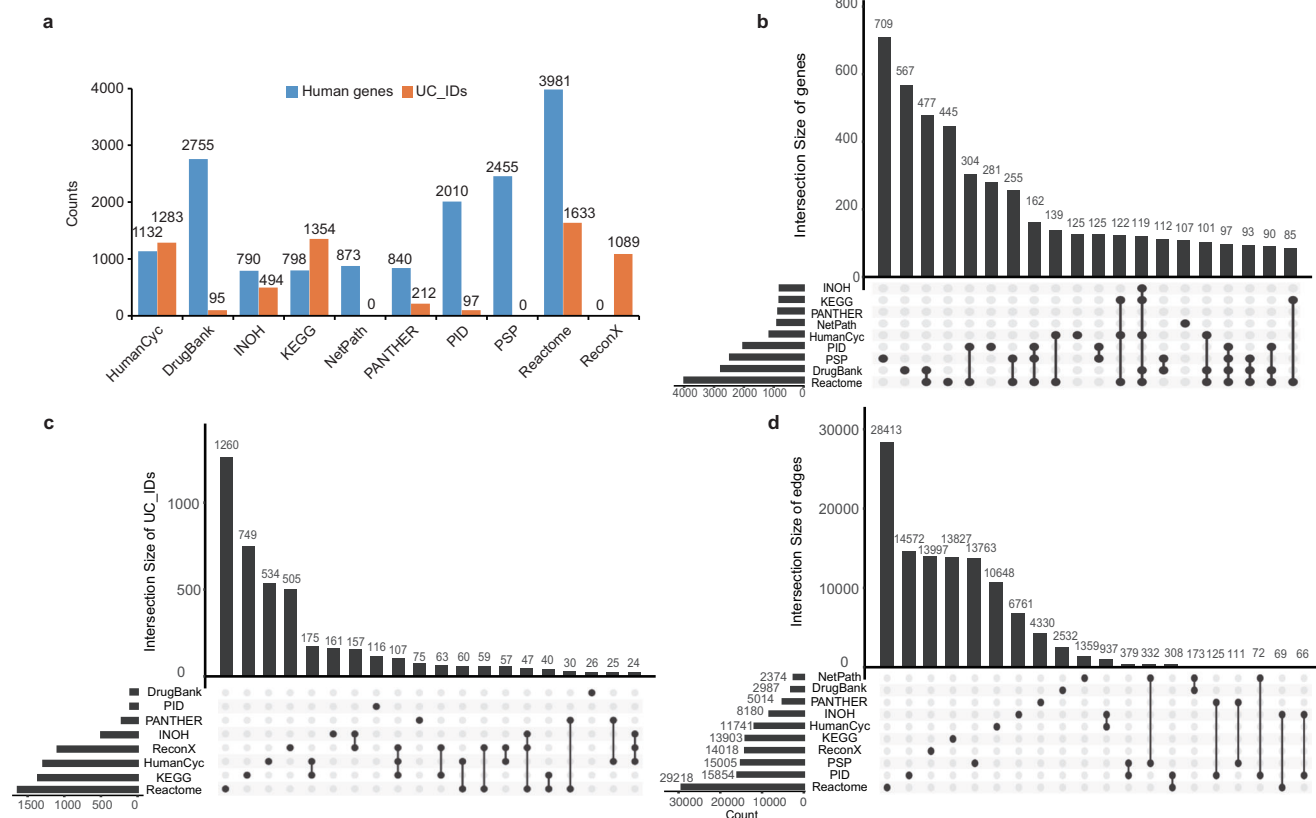 a
Human genes UC_IDs
Counts
4000
3000
2000
1000
0
1132 1283
2755 95
790 494
798 1354
873 0
840 212
2010 97
2455 0
3981 1633
0 1089
HumanCyc DrugBank INOH KEGG NetPath PANTHER PID PSP Reactome ReconX
b
Intersection Size of genes
800
600
400
200
0
709 567 477 445 304 281 255 162 139 125 125 122 119 112 107 101 97 93 90 85
INOH
KEGG
PANTHER
NetPath
HumanCyc
PID
PSP
DrugBank
Reactome
4000 3000 2000 1000 0
c
Intersection Size of UC_IDs
1000
500
0
1260 749 534 505 175 161 157 116 107 75 63 60 59 57 47 40 30 26 25 24
DrugBank
PID
PANTHER
INOH
ReconX
HumanCyc
KEGG
Reactome
1500 1000 500 0
d
Intersection Size of edges
30000
20000
10000
0
28413 14572 13997 13827 13763 10648 6761 4330 2532 1359 937 379 332 308 173 125 111 72 69 66
2374 NetPath
2987 DrugBank
5014 PANTHER
8180 INOH
11741 HumanCyc
13903 KEGG
14018 ReconX
15005 PSP
15854 PID
29218 Reactome
30000 20000 10000 0
Count